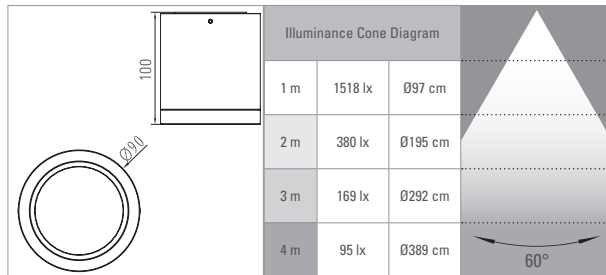 100
Ø90
Illuminance Cone Diagram
1 m 1518 lx Ø97 cm
2 m 380 lx Ø195 cm
3 m 169 lx Ø292 cm
4 m 95 lx Ø389 cm
60°